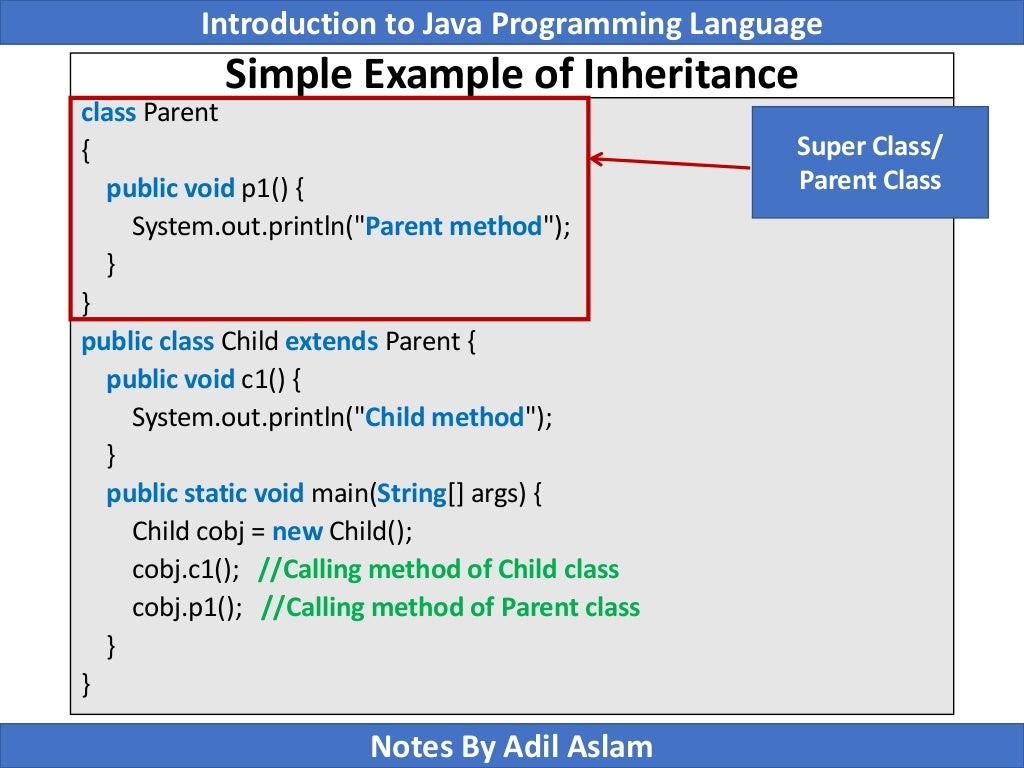 Introduction to Java Programming Language
Simple Example of Inheritance
class Parent
{
public void p1() {
System.out.println("Parent method");
}
}
Super Class/
Parent Class
public class Child extends Parent {
public void c1() {
System.out.println("Child method");
}
public static void main(String[] args) {
Child cobj = new Child();
cobj.c1(); //Calling method of Child class
cobj.p1(); //Calling method of Parent class
}
}
Notes By Adil Aslam